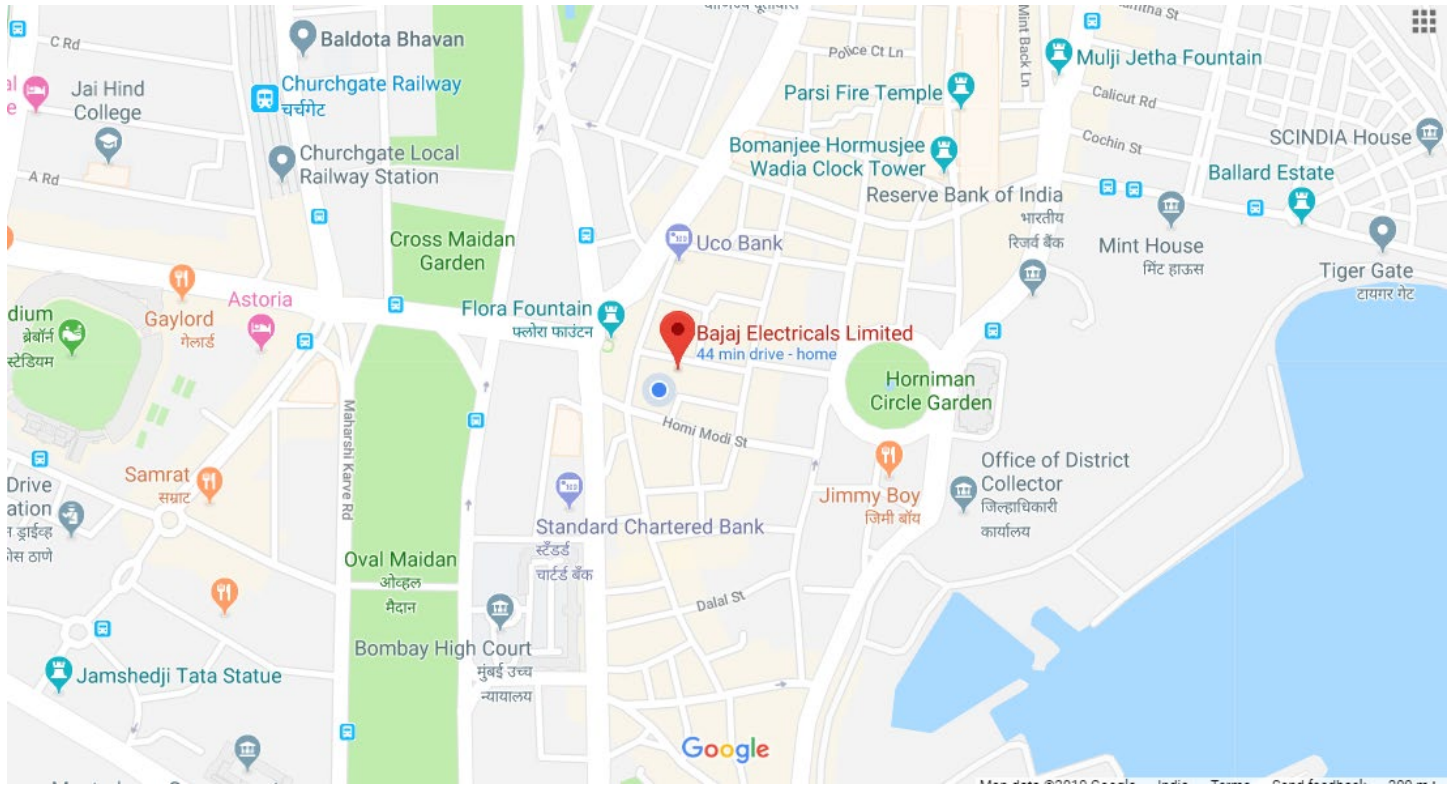 C Rd
Baldota Bhavan
Mint Back Ln
Police Ct Ln
Mulji Jetha Fountain
Jai Hind
College
Churchgate Railway
चर्चगेट
Parsi Fire Temple
Calicut Rd
Cochin St
SCINDIA House
Churchgate Local
Railway Station
Bomanjee Hormusjee
Wadia Clock Tower
A Rd
Reserve Bank of India
भारतीय
रिजर्व बैंक
Ballard Estate
Cross Maidan
Garden
Uco Bank
Mint House
मिंट हाऊस
Tiger Gate
टायगर गेट
Astoria
Gaylord
गेलार्ड
Flora Fountain
फ्लोरा फाउंटन
dium
ब्रेबॉर्न
स्टेडियम
Bajaj Electricals Limited
44 min drive - home
Horniman
Circle Garden
Maharshi Karve Rd
Homi Modi St
Samrat
सम्राट
Drive
ation
Office of District
Collector
जिल्हाधिकारी
कार्यालय
Jimmy Boy
जिमी बॉय
Standard Chartered Bank
स्टँडर्ड
चार्टर्ड बँक
Oval Maidan
ओव्हल
मैदान
Dalal St
Bombay High Court
मुंबई उच्च
न्यायालय
Jamshedji Tata Statue
Google